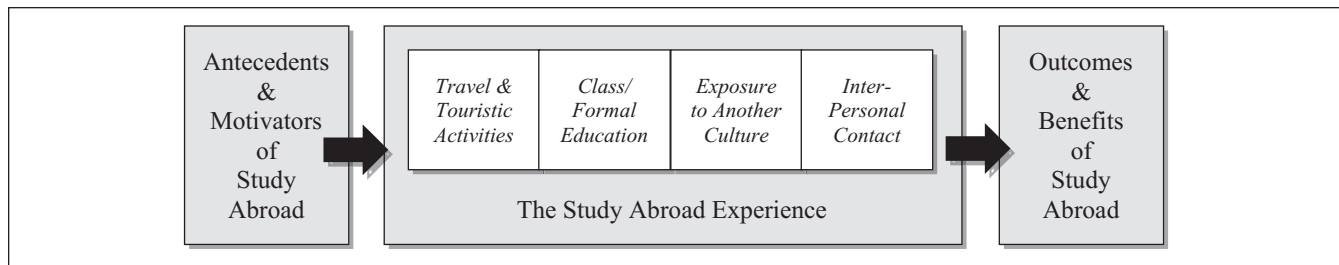 Antecedents
&
Motivators
of
Study
Abroad
Travel &
Touristic
Activities
Class/
Formal
Education
Exposure
to Another
Culture
Inter-
Personal
Contact
The Study Abroad Experience
Outcomes
&
Benefits
of
Study
Abroad